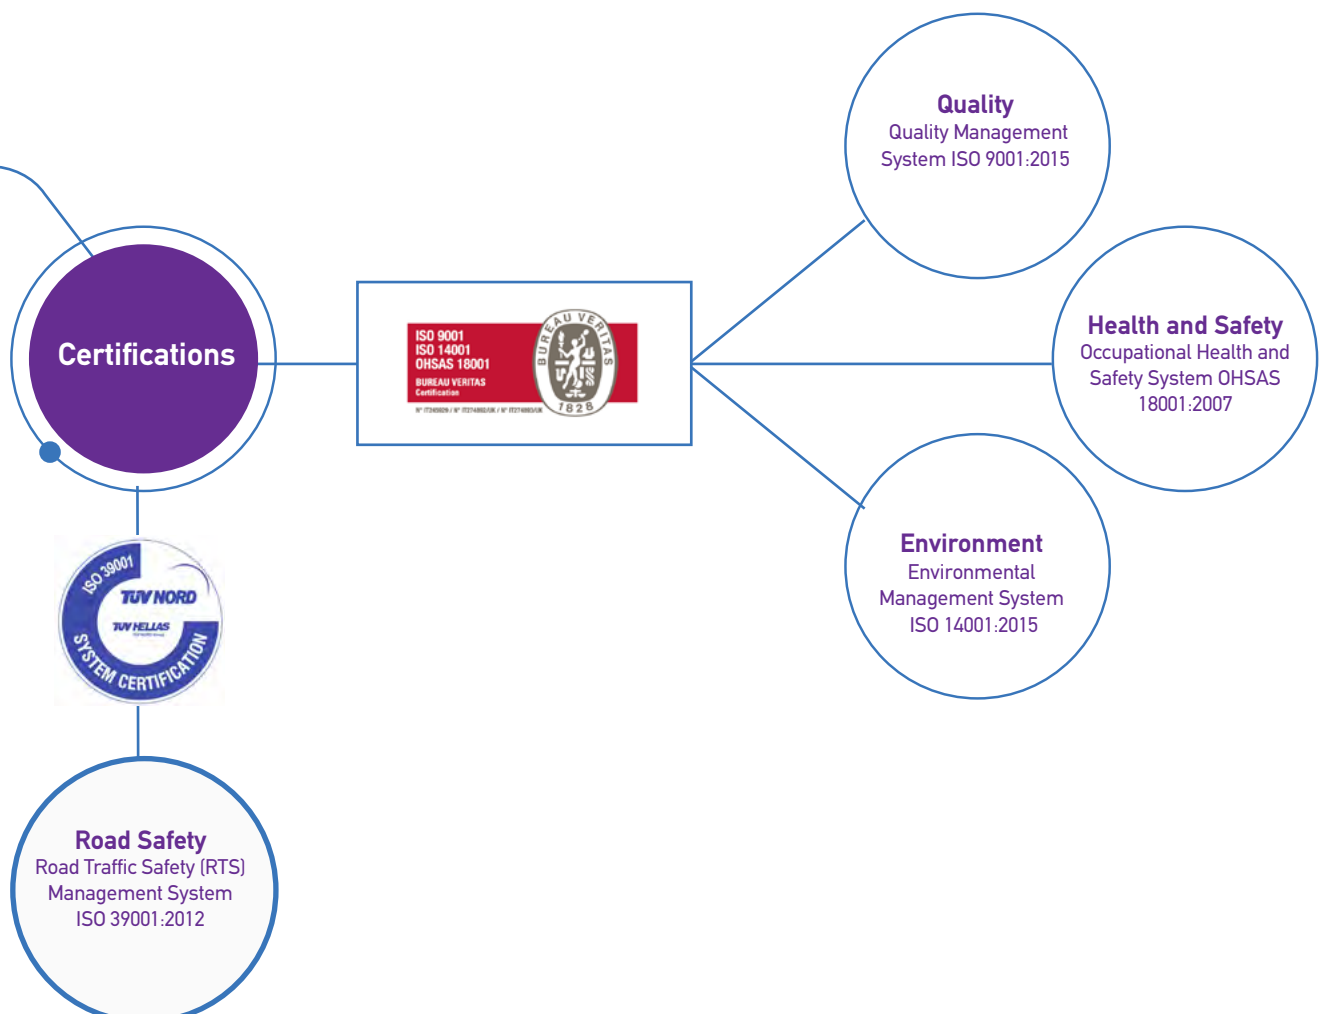 Quality
Quality Management
System ISO 9001:2015
Certifications
ISO 9001
ISO 14001
OHSAS 18001
BUREAU VERITAS
Certification
BUREAU VERITAS
1828
Health and Safety
Occupational Health and
Safety System OHSAS
18001:2007
Environment
Environmental
Management System
ISO 14001:2015
ISO 39001
TÜV NORD
TÜV HELLAS
SYSTEM CERTIFICATION
Road Safety
Road Traffic Safety (RTS)
Management System
ISO 39001:2012